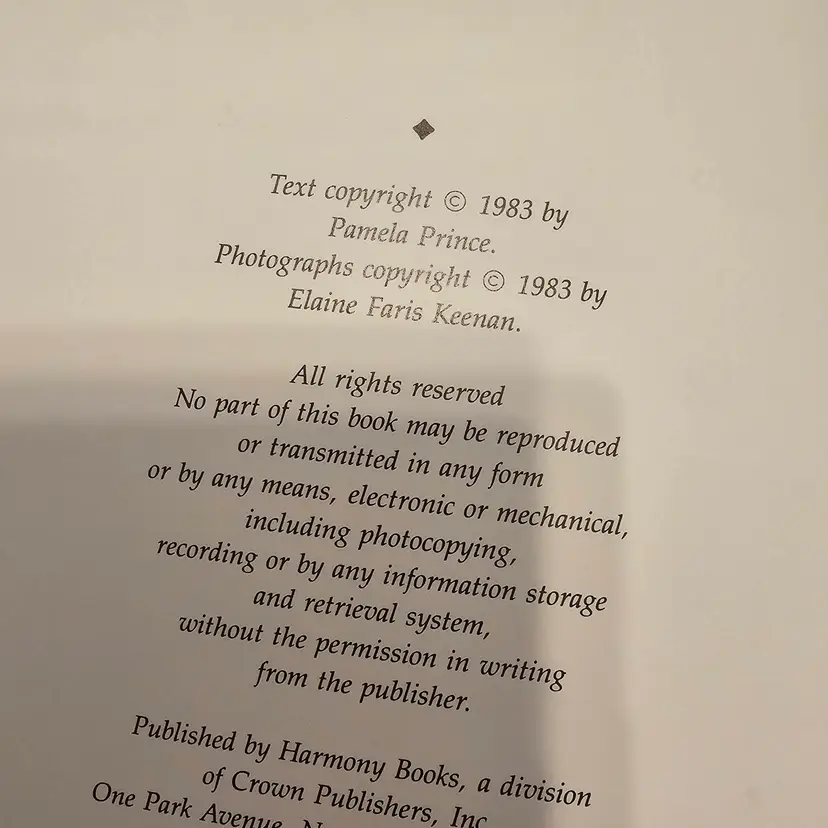 Text copyright © 1983 by
Pamela Prince.
Photographs copyright © 1983 by
Elaine Faris Keenan.
All rights reserved
No part of this book may be reproduced
or transmitted in any form
or by any means, electronic or mechanical,
including photocopying,
recording or by any information storage
and retrieval system,
without the permission in writing
from the publisher.
Published by Harmony Books, a division
of Crown Publishers, Inc
One Park Avenue,